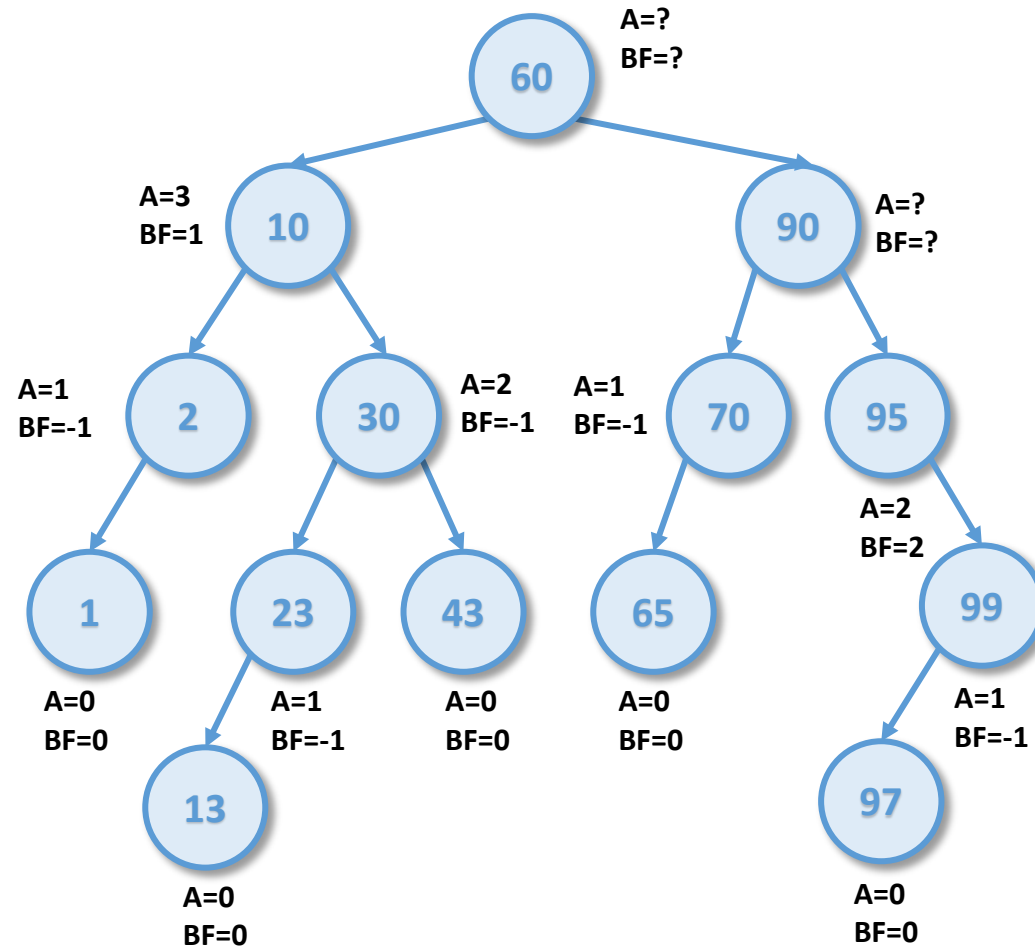 A=?
BF=?
60
A=3
BF=1
10
90
A=?
BF=?
A=1
BF=-1
2
30
A=2
BF=-1
A=1
BF=-1
70
95
A=2
BF=2
1
23
43
65
99
A=0
BF=0
A=1
BF=-1
A=0
BF=0
A=0
BF=0
A=1
BF=-1
13
97
A=0
BF=0
A=0
BF=0